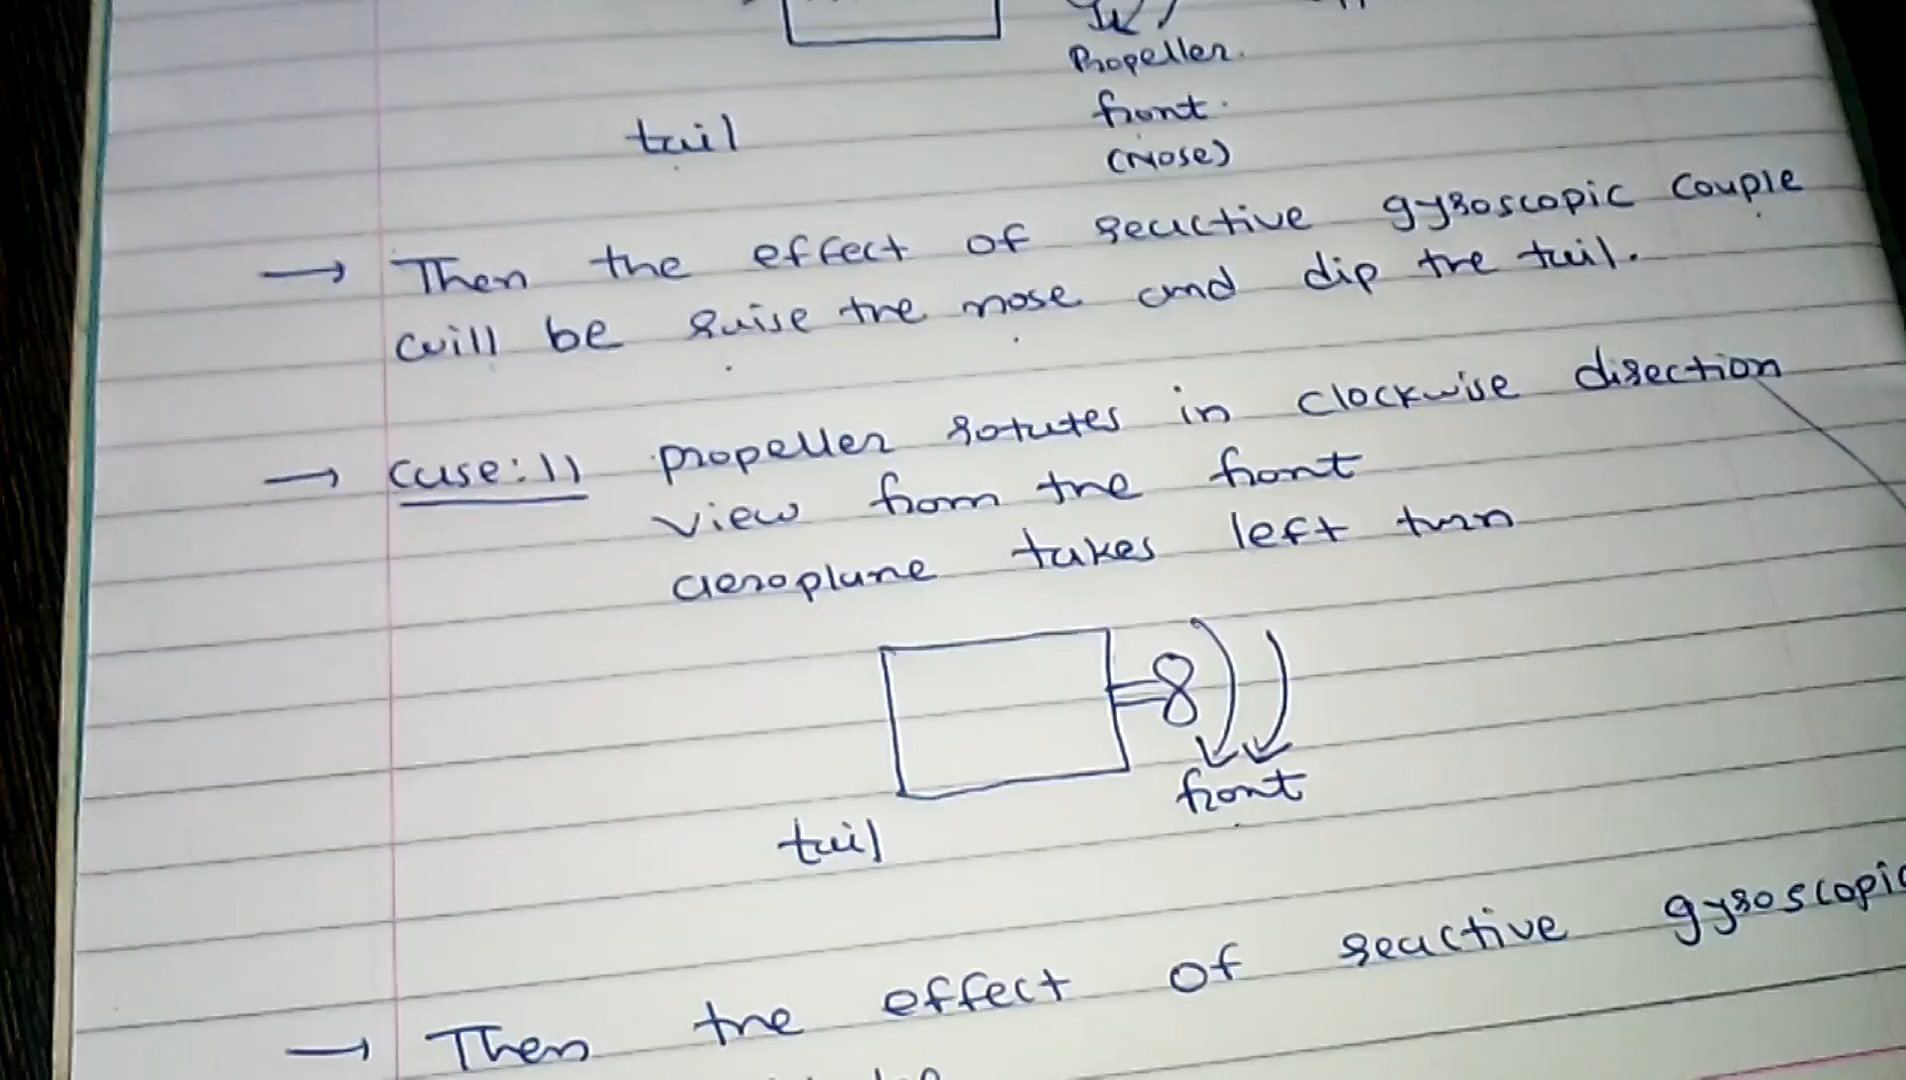 Propeller.
front.
tail
(Nose)
→ Then the effect of reactive gyroscopic couple
will be raise the nose and dip the tail.
→ case:11 propeller rotates in clockwise direction
view from the front
aeroplane takes left turn
front
tail
→ Then the effect of reactive gyroscopic